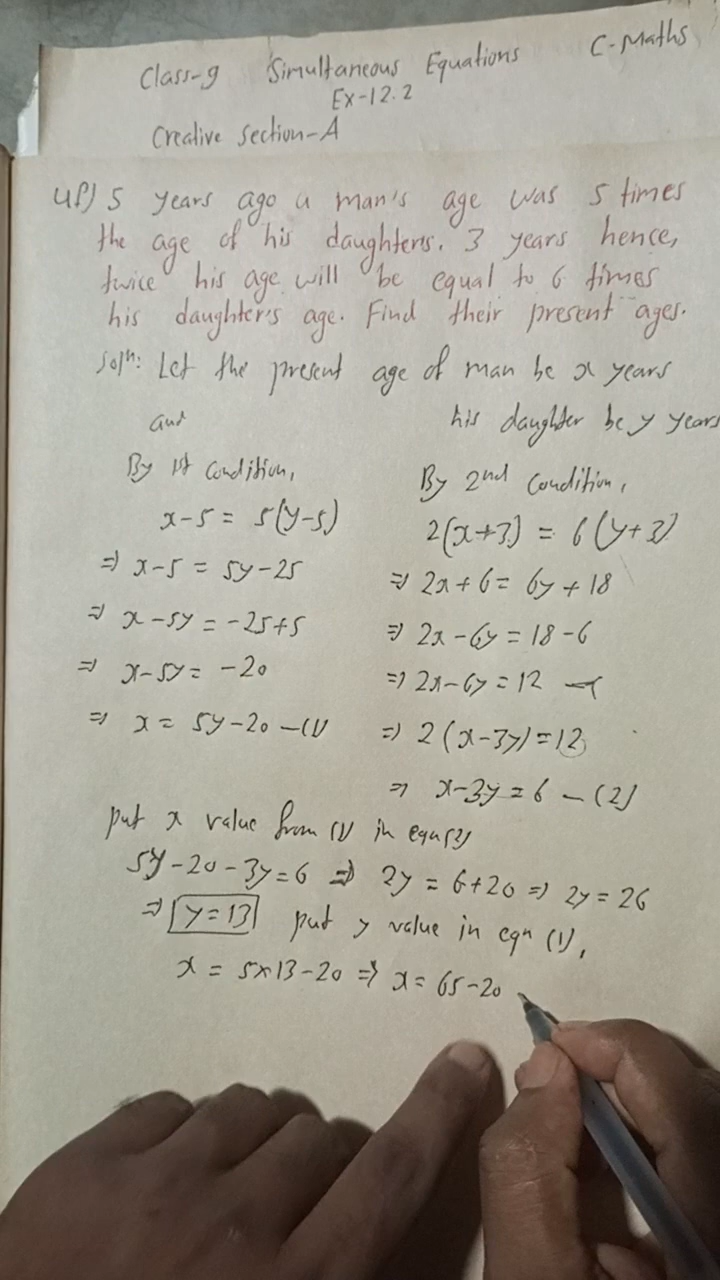 Class-9 Simultaneous Equations C-Maths
Ex-12.2
Creative Section-A
5 years ago a man's age was 5 times
the age of his daughters. 3 years hence,
twice his age will be equal to 6 times
his daughter's age. Find their present ages.
Solⁿ: Let the present age of man be x years
and his daughter be y years
By 1st condition,
x-5 = 5(y-5)
⇒ x-5 = 5y-25
⇒ x-5y = -25+5
⇒ x-5y = -20
⇒ x = 5y-20 -(1)
By 2nd condition,
2(x+3) = 6(y+3)
⇒ 2x+6 = 6y+18
⇒ 2x-6y = 18-6
⇒ 2x-6y = 12
⇒ 2(x-3y)=12
⇒ x-3y = 6 -(2)
put x value from (1) in eqn(2)
5y-20-3y=6 ⇒ 2y = 6+20 ⇒ 2y = 26
⇒ y=13 put y value in eqn (1),
x = 5×13-20 ⇒ x = 65-20